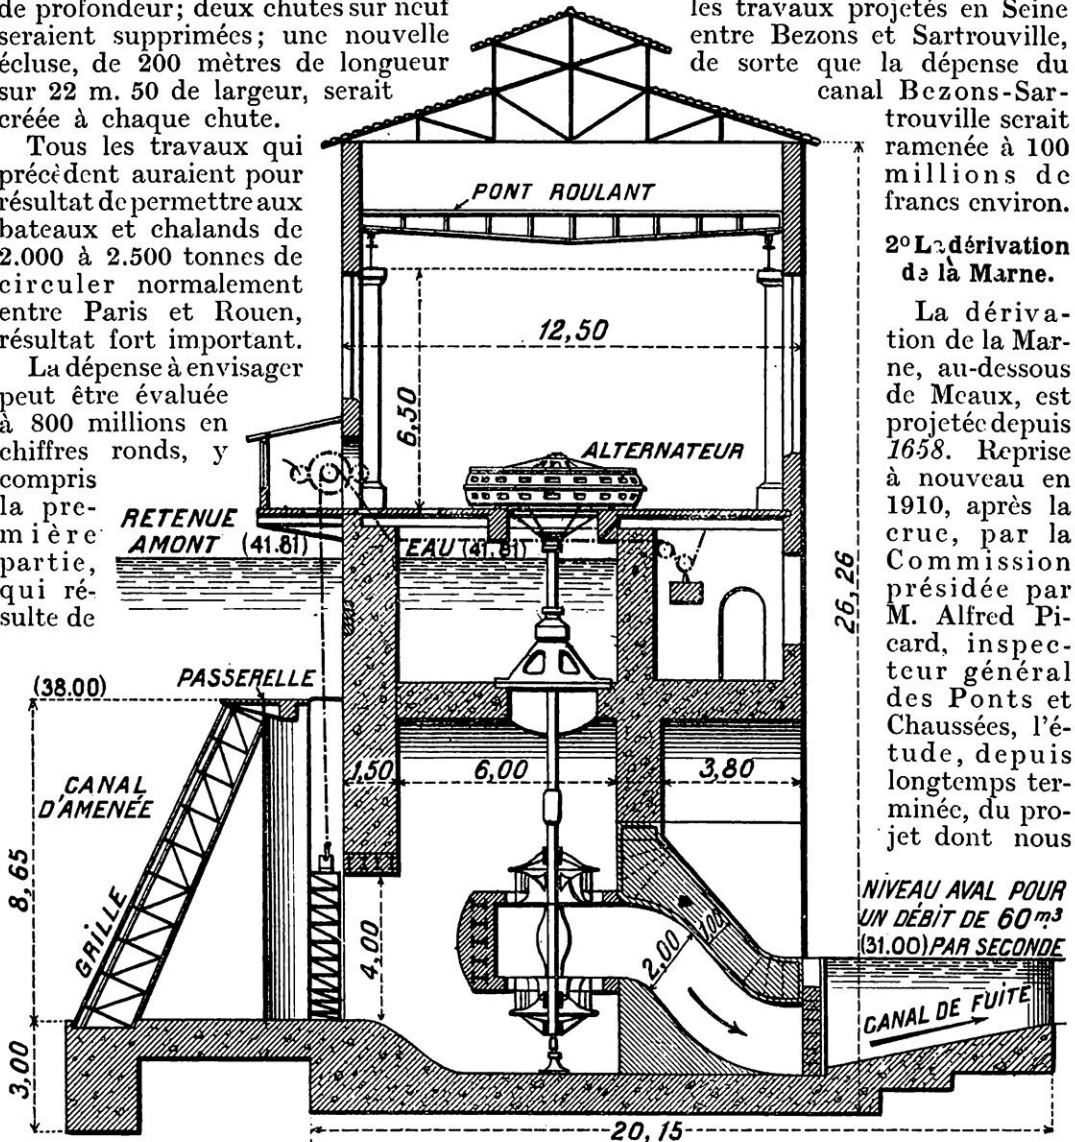 de profondeur; deux chutes sur neuf
seraient supprimées; une nouvelle
écluse, de 200 mètres de longueur
sur 22 m. 50 de largeur, serait
créée à chaque chute.
Tous les travaux qui
précèdent auraient pour
résultat de permettre aux
bateaux et chalands de
2.000 à 2.500 tonnes de
circuler normalement
entre Paris et Rouen,
résultat fort important.
La dépense à envisager
peut être évaluée
à 800 millions en
chiffres ronds, y
compris
la pre-
mière
partie,
qui ré-
sulte de
les travaux projetés en Seine
entre Bezons et Sartrouville,
de sorte que la dépense du
canal Bezons-Sar-
trouville serait
ramenée à 100
millions de
francs environ.
2º La dérivation
de la Marne.
La dériva-
tion de la Mar-
ne, au-dessous
de Meaux, est
projetée depuis
1658. Reprise
à nouveau en
1910, après la
crue, par la
Commission
présidée par
M. Alfred Pi-
card, inspec-
teur général
des Ponts et
Chaussées, l'é-
tude, depuis
longtemps ter-
minée, du pro-
jet dont nous
PONT ROULANT
12,50
6,50
ALTERNATEUR
RETENUE
AMONT (41.81)
EAU (41.81)
26,26
(38.00)
PASSERELLE
CANAL
D'AMENÉE
1,50
6,00
3,80
8,65
GRILLE
4,00
2,00
1,00
NIVEAU AVAL POUR
UN DÉBIT DE 60 m³
(31.00) PAR SECONDE
CANAL DE FUITE
3,00
20,15